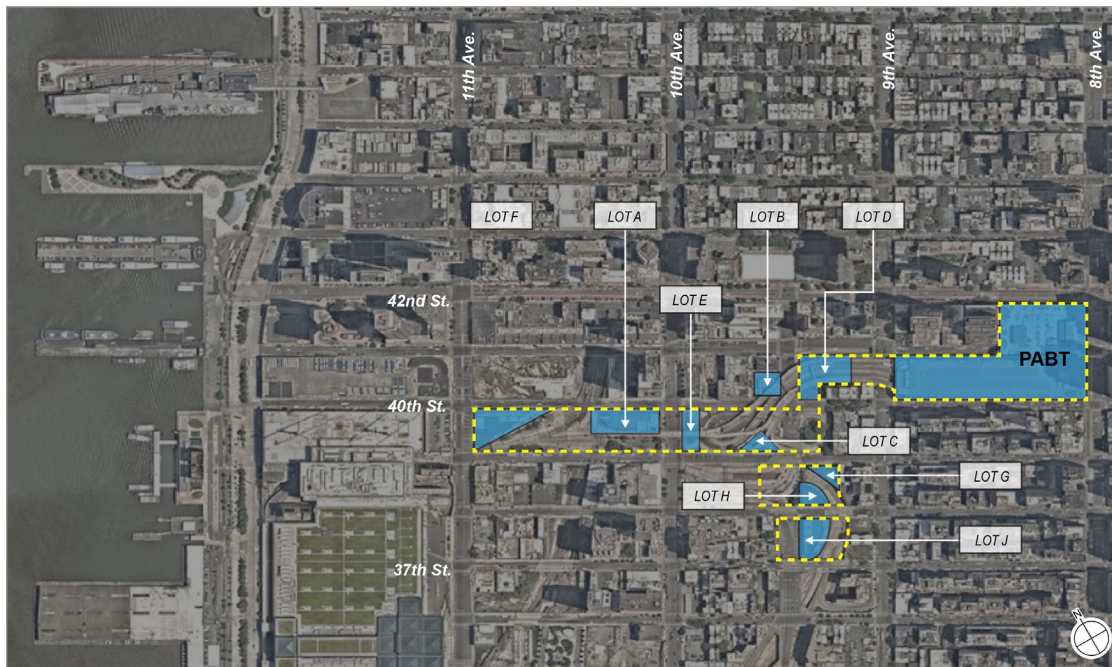 11th Ave.
10th Ave.
9th Ave.
8th Ave.
LOT F
LOT A
LOT B
LOT D
42nd St.
LOT E
PABT
40th St.
LOT C
LOT G
LOT H
LOT J
37th St.
N